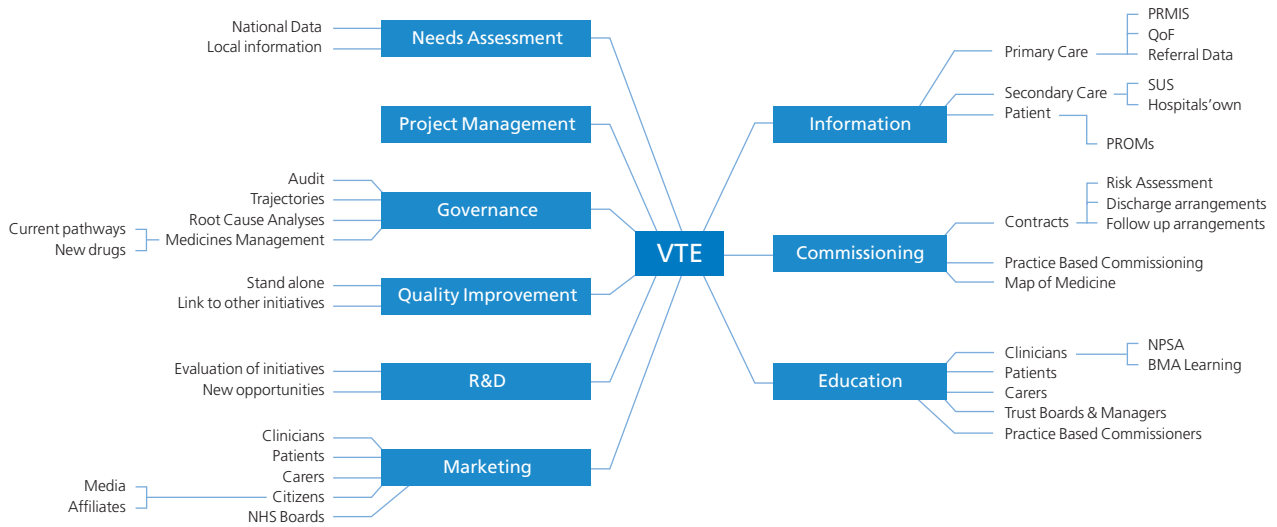 National Data
Local information
Needs Assessment
Project Management
Audit
Trajectories
Root Cause Analyses
Medicines Management
Current pathways
New drugs
Governance
Stand alone
Link to other initiatives
Quality Improvement
Evaluation of initiatives
New opportunities
R&D
Clinicians
Patients
Carers
Citizens
NHS Boards
Media
Affiliates
Marketing
VTE
Information
Primary Care
PRMIS
QoF
Referral Data
Secondary Care
SUS
Hospitals'own
Patient
PROMs
Commissioning
Contracts
Risk Assessment
Discharge arrangements
Follow up arrangements
Practice Based Commissioning
Map of Medicine
Education
Clinicians
NPSA
BMA Learning
Patients
Carers
Trust Boards & Managers
Practice Based Commissioners